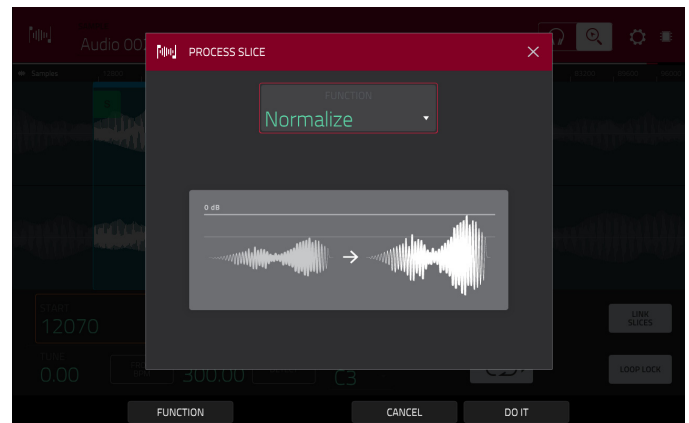 Audio 002
PROCESS SLICE
Samples
FUNCTION
Normalize
0 dB
START
12070
LINK
SLICES
TUNE
0.00
300.00
C3
LOOP LOCK
FUNCTION
CANCEL
DO IT